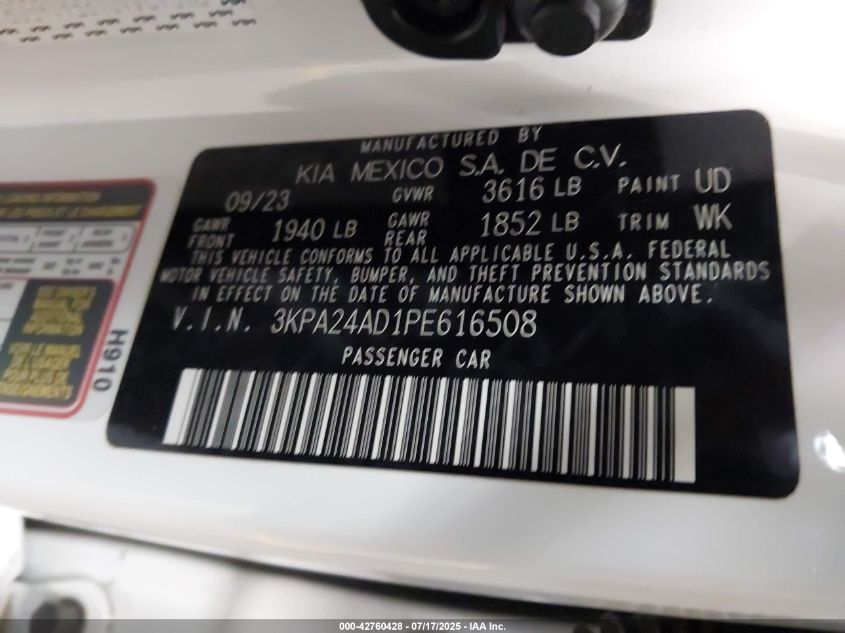 MANUFACTURED BY
KIA MEXICO S.A. DE C.V.
09/23 GVWR 3616 LB PAINT UD
GAWR FRONT 1940 LB GAWR REAR 1852 LB TRIM WK
THIS VEHICLE CONFORMS TO ALL APPLICABLE U.S.A. FEDERAL
MOTOR VEHICLE SAFETY, BUMPER, AND THEFT PREVENTION STANDARDS
IN EFFECT ON THE DATE OF MANUFACTURE SHOWN ABOVE.
V.I.N. 3KPA24AD1PE616508
PASSENGER CAR
H910
000-42760428 - 07/17/2025 - IAA Inc.